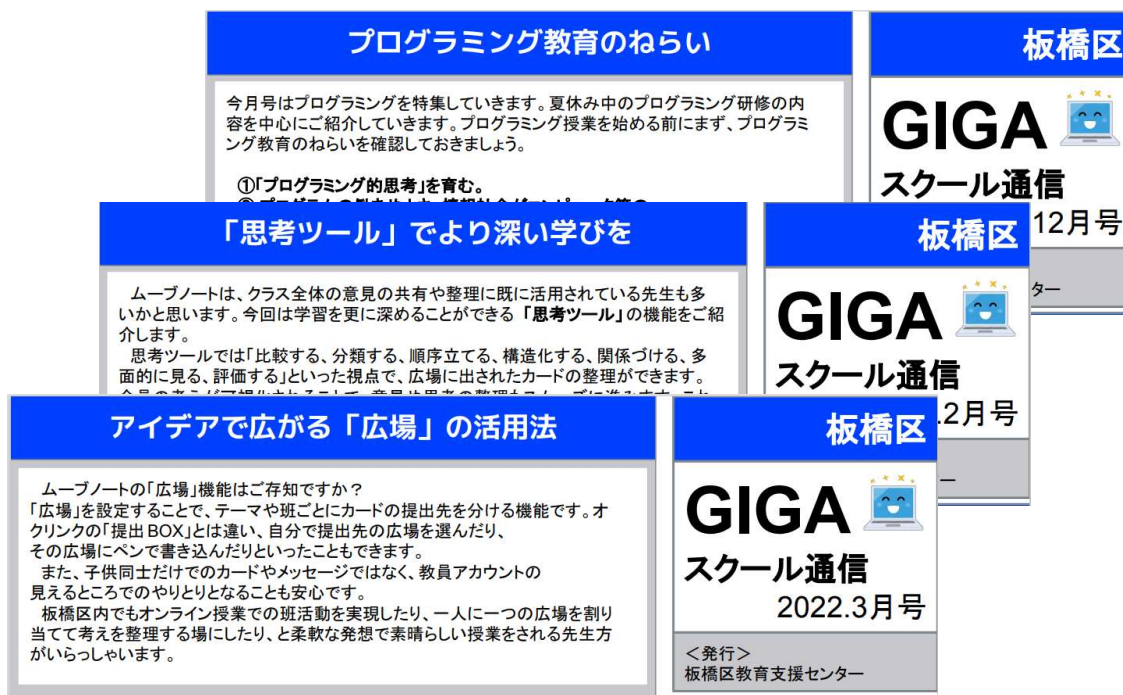 プログラミング教育のねらい
今月号はプログラミングを特集していきます。夏休み中のプログラミング研修の内
容を中心にご紹介していきます。プログラミング授業を始める前にまず、プログラミ
ング教育のねらいを確認しておきましょう。
①「プログラミング的思考」を育む。
板橋区
GIGA
スクール通信
12月号
ター
「思考ツール」でより深い学びを
ムーブノートは、クラス全体の意見の共有や整理に既に活用されている先生も多
いかと思います。今回は学習を更に深めることができる「思考ツール」の機能をご紹
介します。
思考ツールでは「比較する、分類する、順序立てる、構造化する、関係づける、多
面的に見る、評価する」といった視点で、広場に出されたカードの整理ができます。
板橋区
GIGA
スクール通信
.2月号
ー
アイデアで広がる「広場」の活用法
ムーブノートの「広場」機能はご存知ですか？
「広場」を設定することで、テーマや班ごとにカードの提出先を分ける機能です。オ
クリンクの「提出BOX」とは違い、自分で提出先の広場を選んだり、
その広場にペンで書き込んだりといったこともできます。
また、子供同士だけでのカードやメッセージではなく、教員アカウントの
見えるところでのやりとりとなることも安心です。
板橋区内でもオンライン授業での班活動を実現したり、一人に一つの広場を割り
当てて考えを整理する場にしたり、と柔軟な発想で素晴らしい授業をされる先生方
がいらっしゃいます。
板橋区
GIGA
スクール通信
2022.3月号
＜発行＞
板橋区教育支援センター